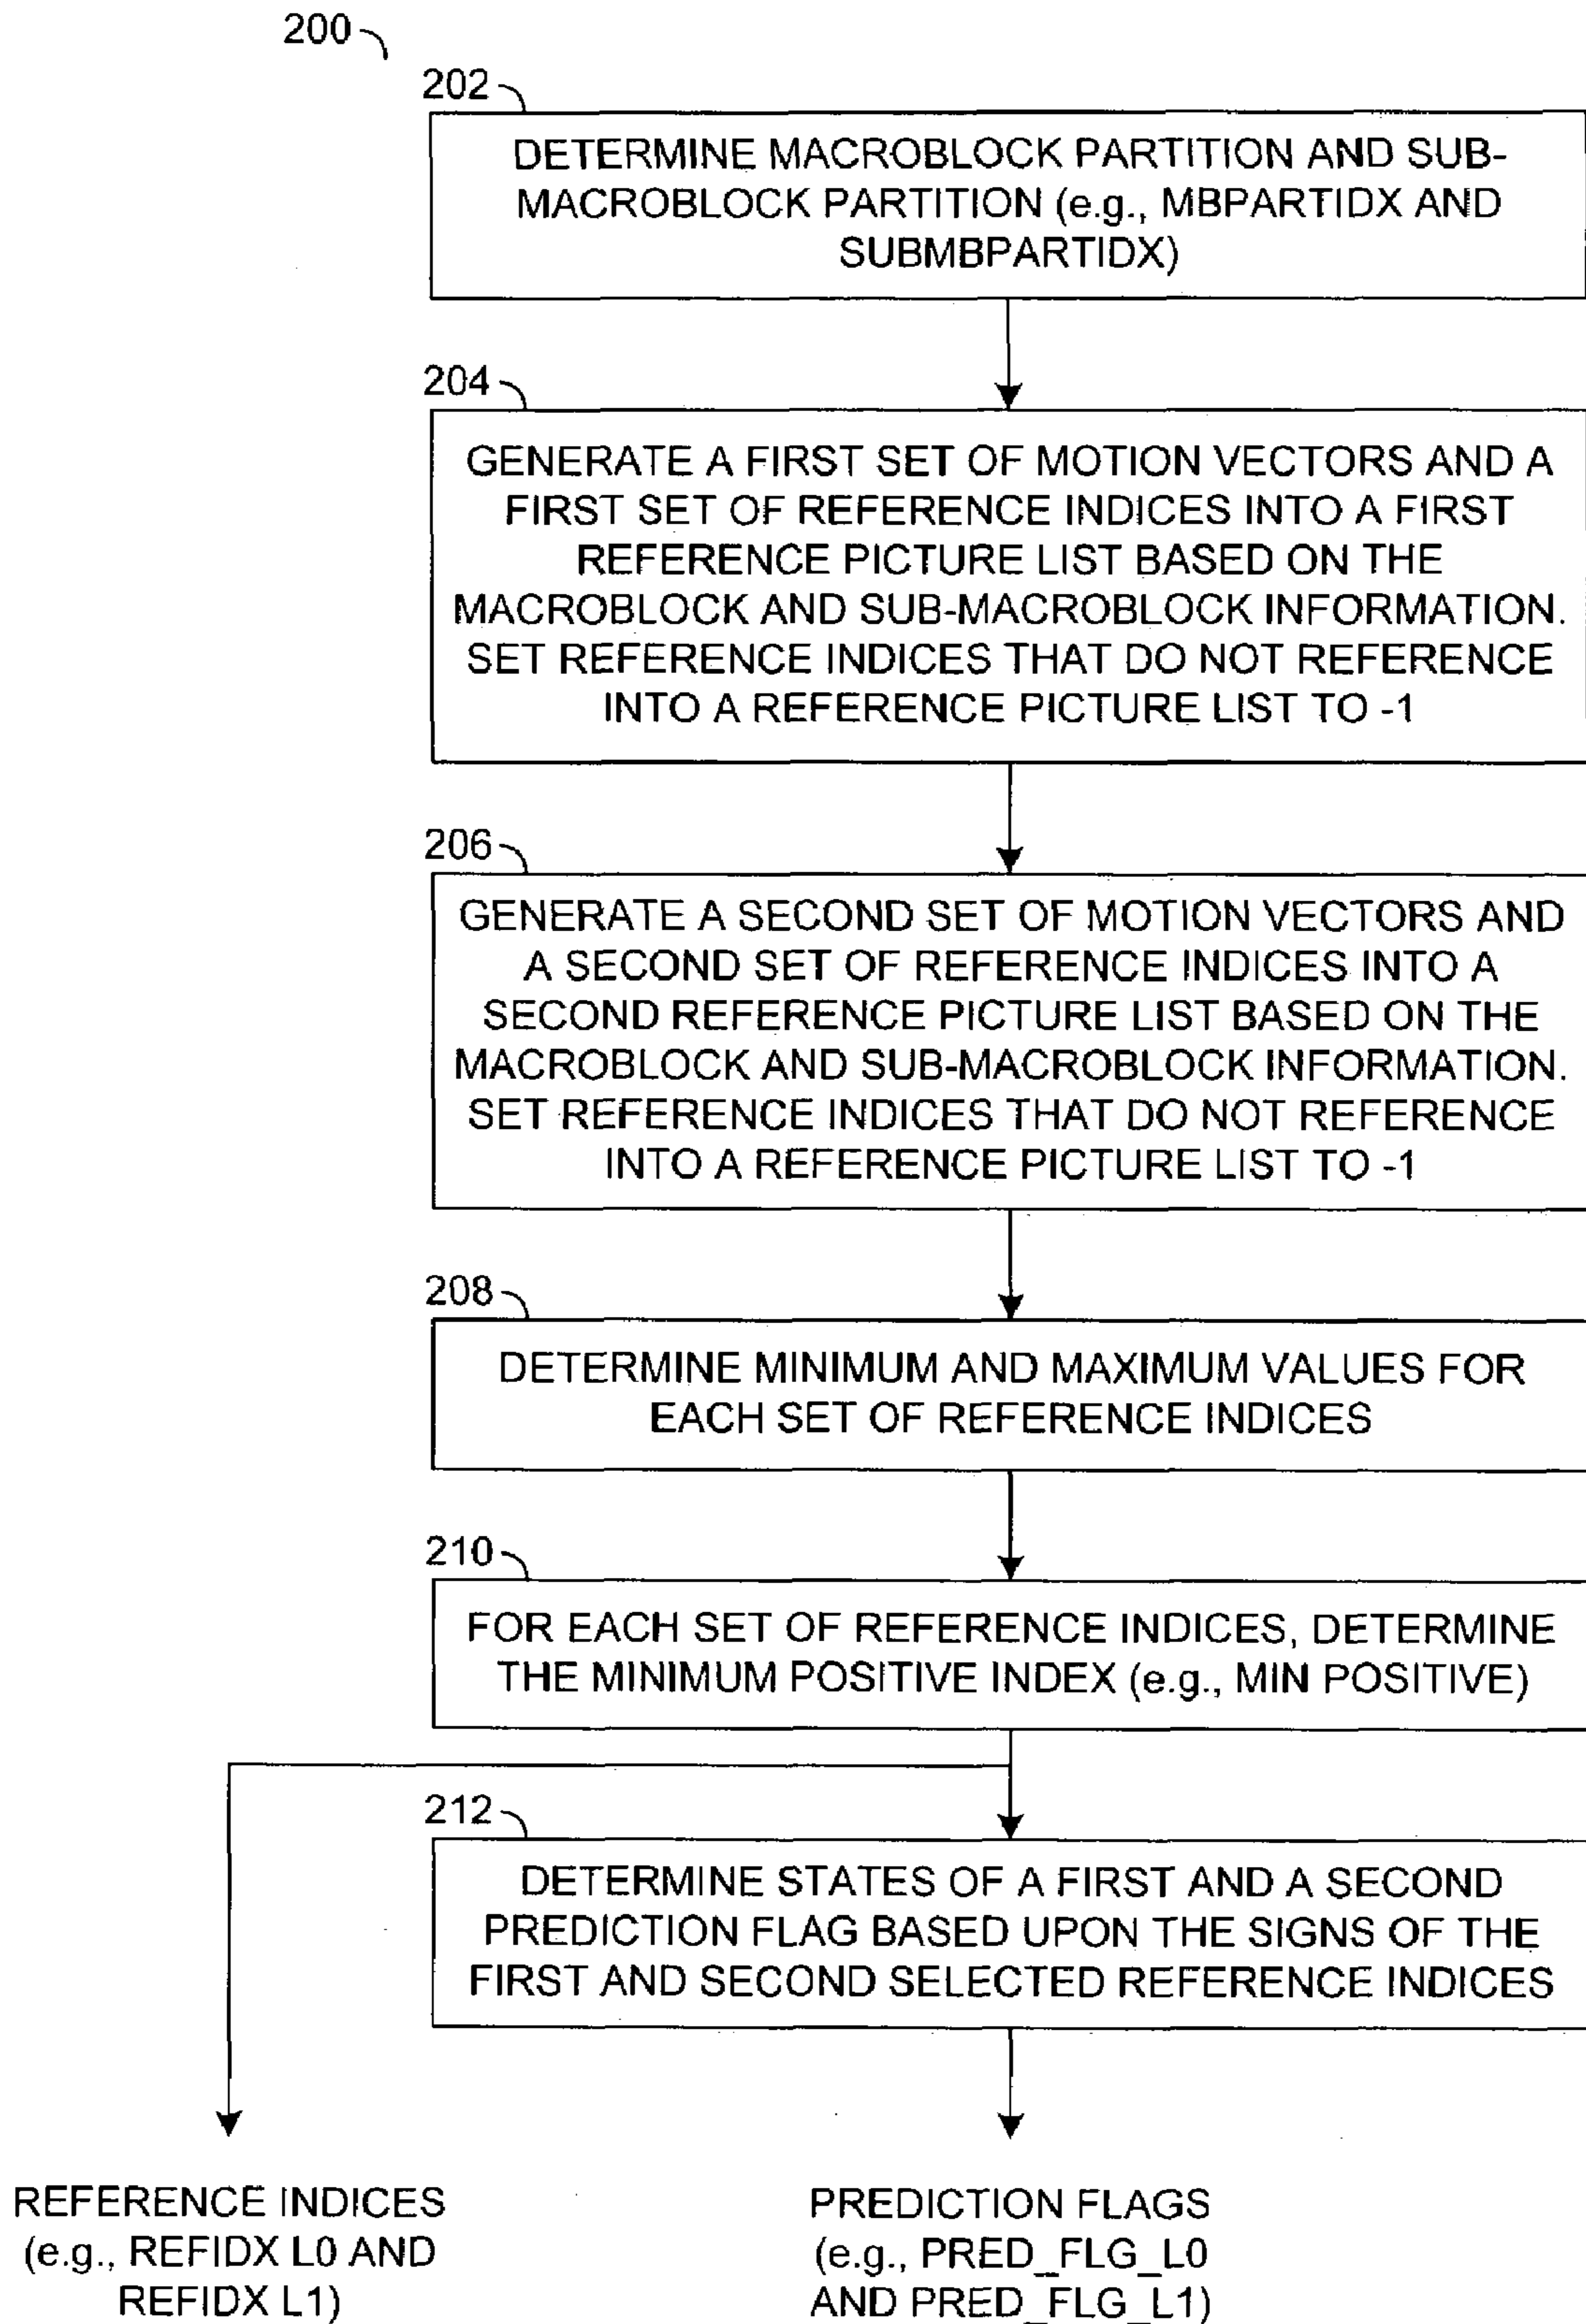 200
202
DETERMINE MACROBLOCK PARTITION AND SUB-
MACROBLOCK PARTITION (e.g., MBPARTIDX AND
SUBMBPARTIDX)
204
GENERATE A FIRST SET OF MOTION VECTORS AND A
FIRST SET OF REFERENCE INDICES INTO A FIRST
REFERENCE PICTURE LIST BASED ON THE
MACROBLOCK AND SUB-MACROBLOCK INFORMATION.
SET REFERENCE INDICES THAT DO NOT REFERENCE
INTO A REFERENCE PICTURE LIST TO -1
206
GENERATE A SECOND SET OF MOTION VECTORS AND
A SECOND SET OF REFERENCE INDICES INTO A
SECOND REFERENCE PICTURE LIST BASED ON THE
MACROBLOCK AND SUB-MACROBLOCK INFORMATION.
SET REFERENCE INDICES THAT DO NOT REFERENCE
INTO A REFERENCE PICTURE LIST TO -1
208
DETERMINE MINIMUM AND MAXIMUM VALUES FOR
EACH SET OF REFERENCE INDICES
210
FOR EACH SET OF REFERENCE INDICES, DETERMINE
THE MINIMUM POSITIVE INDEX (e.g., MIN POSITIVE)
212
DETERMINE STATES OF A FIRST AND A SECOND
PREDICTION FLAG BASED UPON THE SIGNS OF THE
FIRST AND SECOND SELECTED REFERENCE INDICES
REFERENCE INDICES
(e.g., REFIDX L0 AND
REFIDX L1)
PREDICTION FLAGS
(e.g., PRED_FLG_L0
AND PRED_FLG_L1)